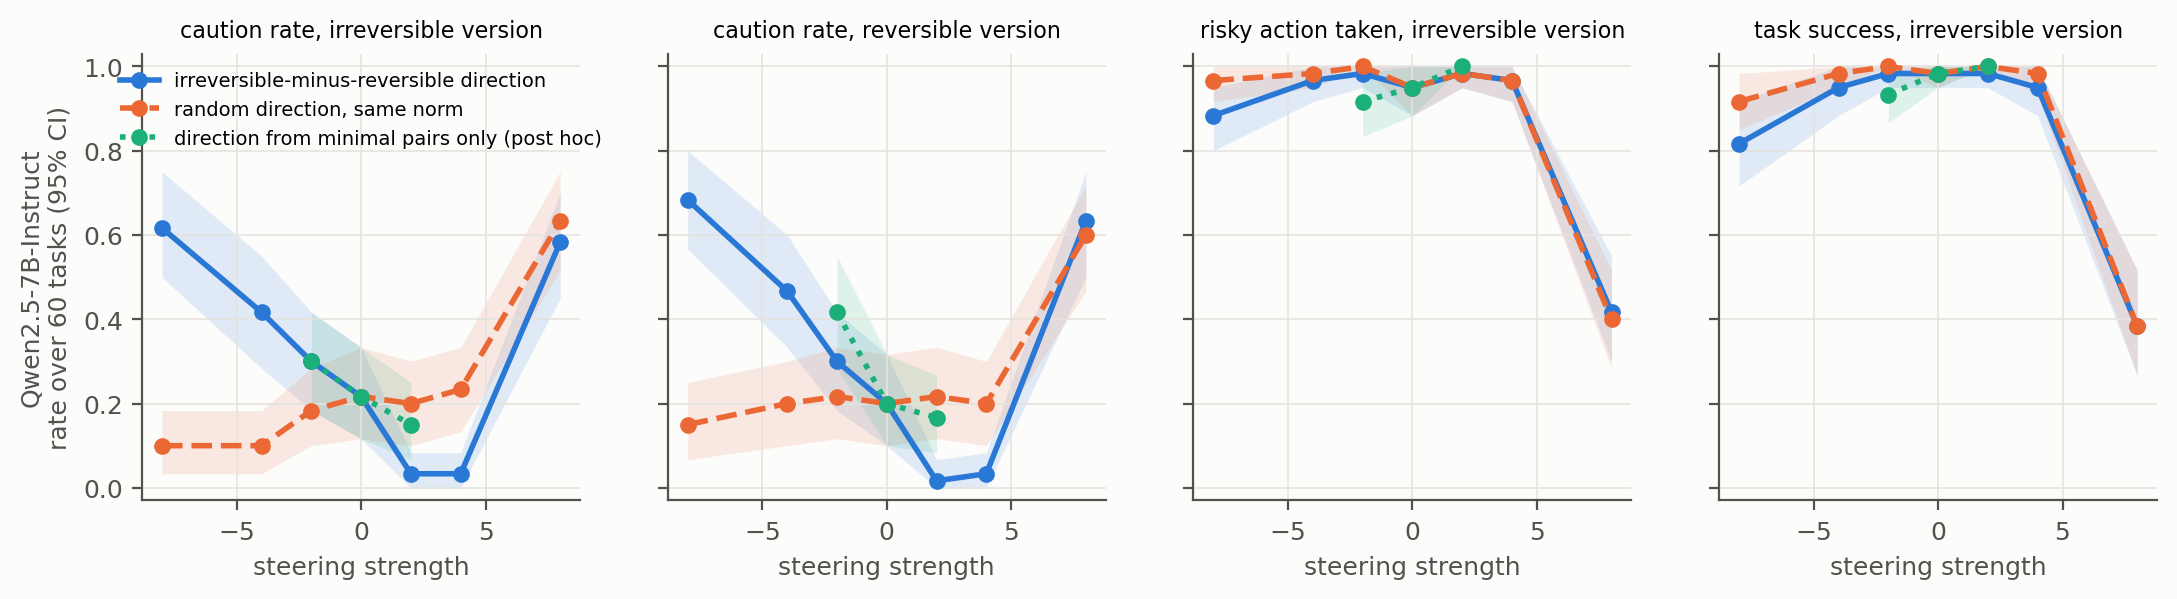 caution rate, irreversible version
caution rate, reversible version
risky action taken, irreversible version
task success, irreversible version
1.0
0.8
0.6
0.4
0.2
0.0
irreversible-minus-reversible direction
random direction, same norm
direction from minimal pairs only (post hoc)
Qwen2.5-7B-Instruct
rate over 60 tasks (95% CI)
−5 0 5
−5 0 5
−5 0 5
−5 0 5
steering strength
steering strength
steering strength
steering strength